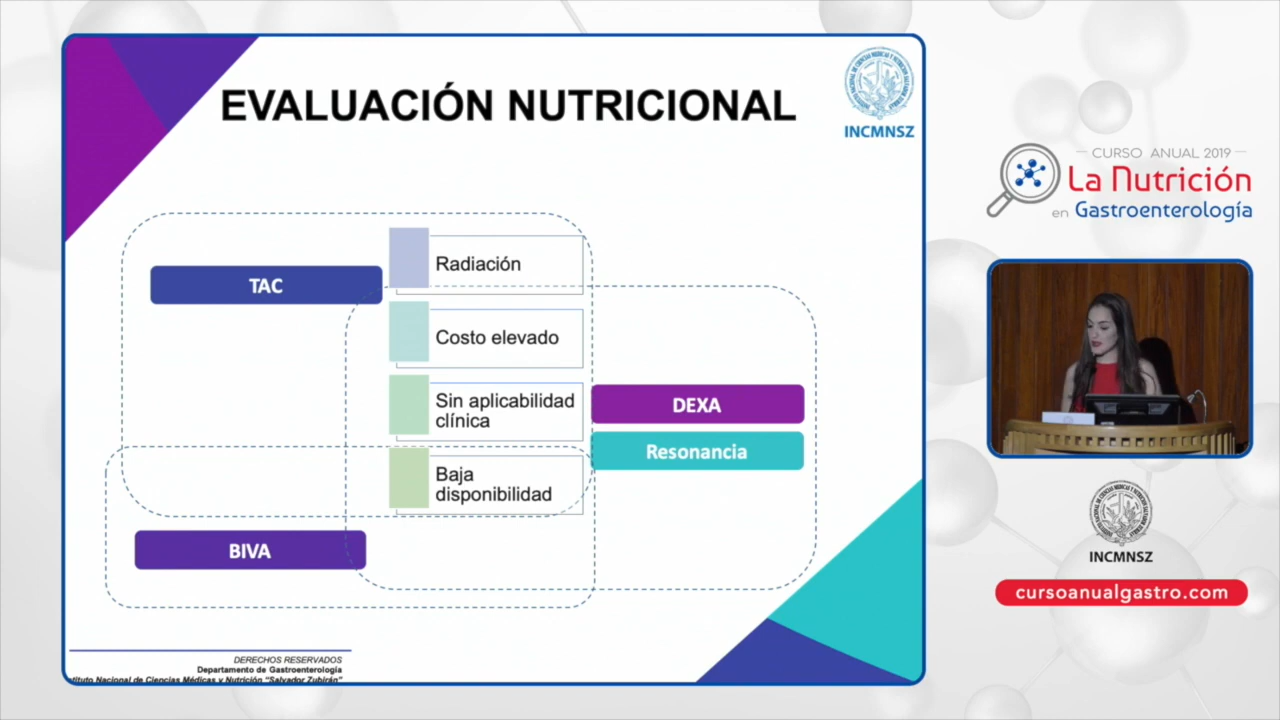 EVALUACIÓN NUTRICIONAL
INCMNSZ
TAC
Radiación
Costo elevado
Sin aplicabilidad
clínica
Baja
disponibilidad
DEXA
Resonancia
BIVA
DERECHOS RESERVADOS
Departamento de Gastroenterología
Nacional de Ciencias Médicas y Nutrición "Salvador Zubirán"
CURSO ANUAL 2019
La Nutrición
en Gastroenterología
INCMNSZ
cursoanualgastro.com